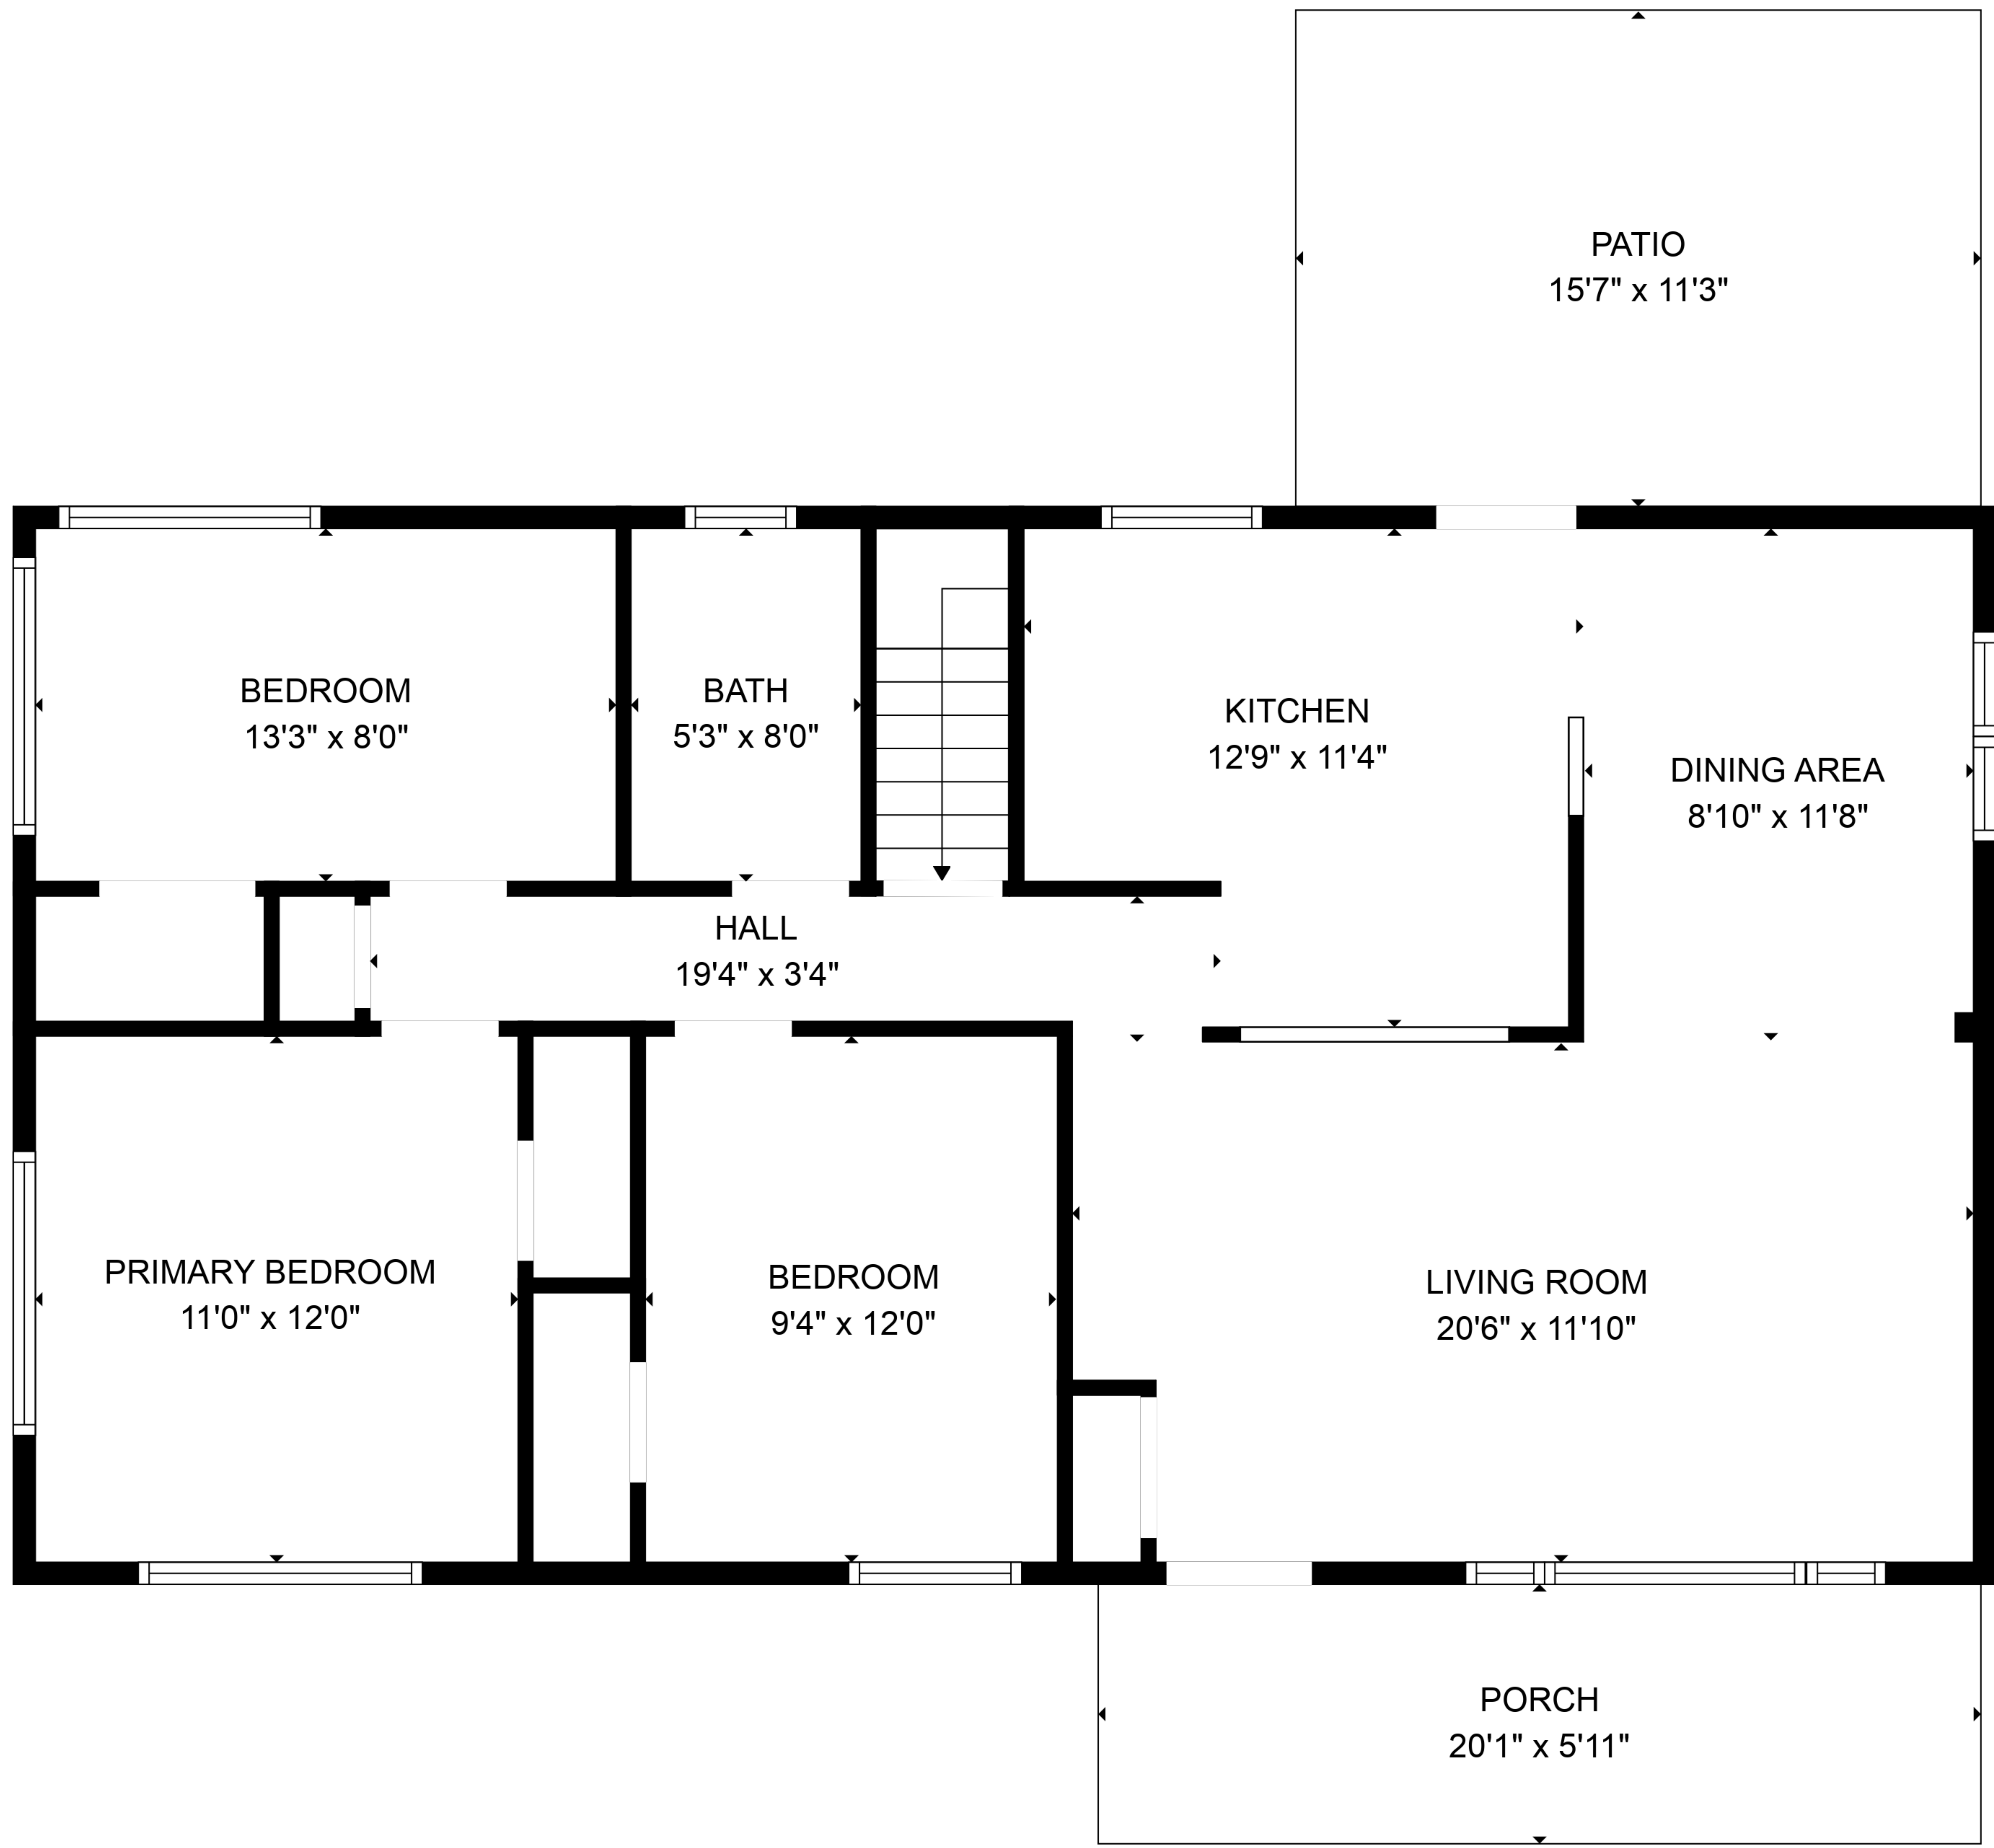 PATIO
15'7" x 11'3"
BEDROOM
13'3" x 8'0"
BATH
5'3" x 8'0"
KITCHEN
12'9" x 11'4"
DINING AREA
8'10" x 11'8"
HALL
19'4" x 3'4"
PRIMARY BEDROOM
11'0" x 12'0"
BEDROOM
9'4" x 12'0"
LIVING ROOM
20'6" x 11'10"
PORCH
20'1" x 5'11"